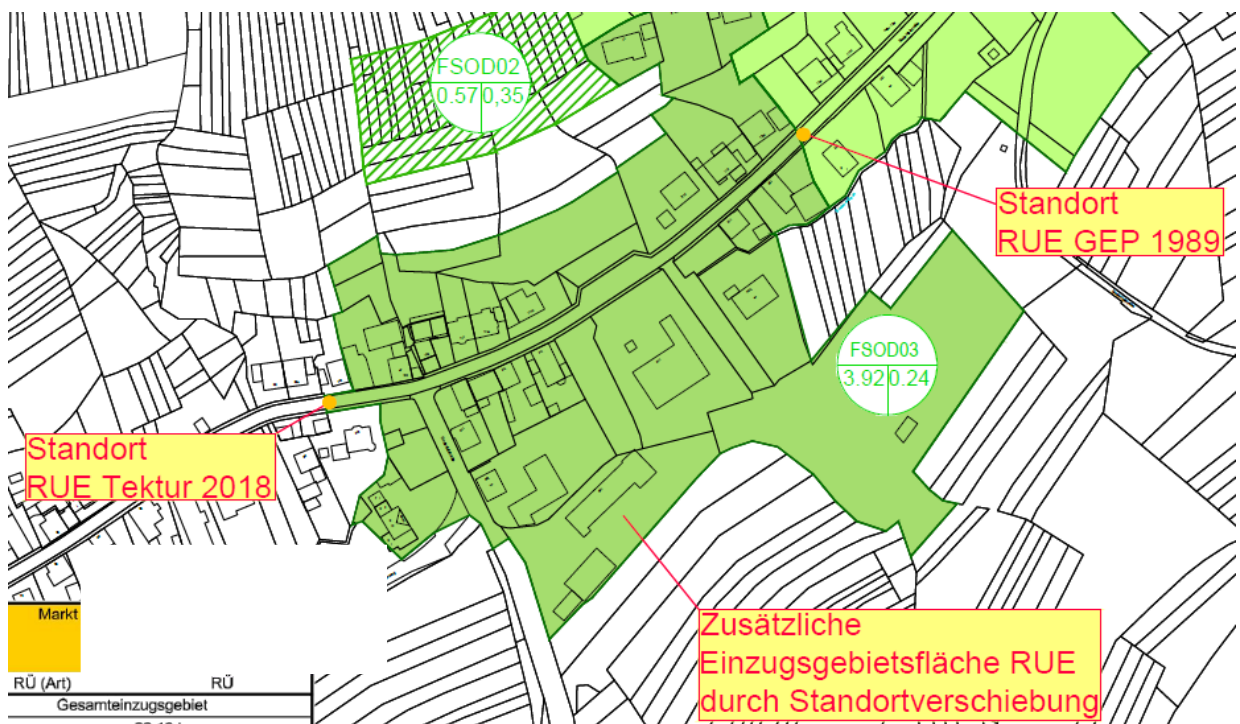 FSOD02
0.57 0,35
Standort
RUE GEP 1989
FSOD03
3.92 0.24
Standort
RUE Tektur 2018
Zusätzliche
Einzugsgebietsfläche RUE
durch Standortverschiebung
Markt
RÜ (Art) RÜ
Gesamteinzugsgebiet